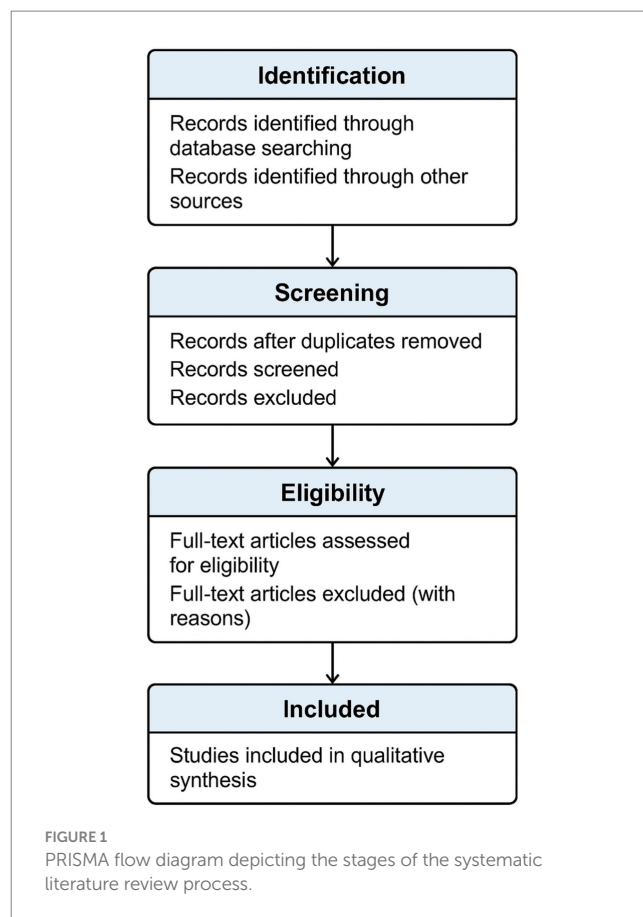 Identification
Records identified through
database searching
Records identified through other
sources
Screening
Records after duplicates removed
Records screened
Records excluded
Eligibility
Full-text articles assessed
for eligibility
Full-text articles excluded (with
reasons)
Included
Studies included in qualitative
synthesis
FIGURE 1
PRISMA flow diagram depicting the stages of the systematic
literature review process.